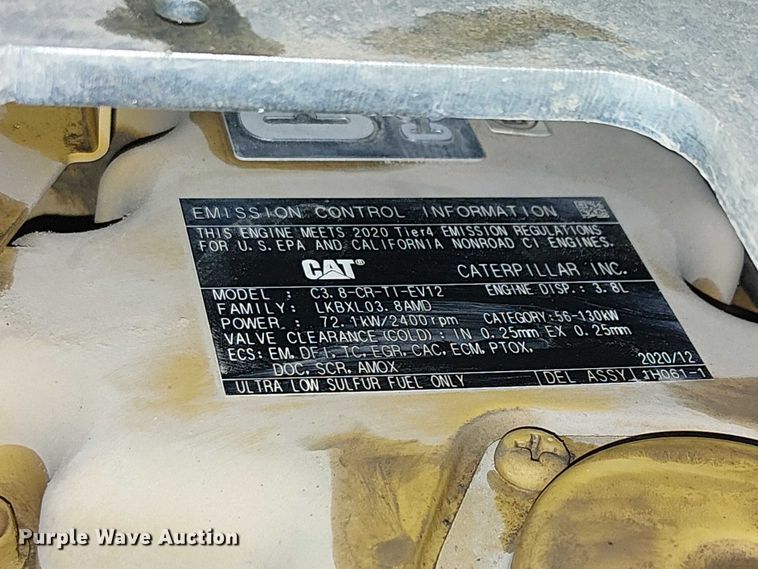 EMISSION CONTROL INFORMATION
THIS ENGINE MEETS 2020 Tier4 EMISSION REGULATIONS
FOR U.S.EPA AND CALIFORNIA NONROAD CI ENGINES.
CAT® CATERPILLAR INC.
MODEL : C3.8-CR-TI-EV12 ENGINE DISP.: 3.8L
FAMILY: LKBXL03.8AMD
POWER : 72.1kW/2400rpm CATEGORY:56-130kW
VALVE CLEARANCE(COLD): IN 0.25mm EX 0.25mm
ECS: EM, DFI, TC, EGR, CAC, ECM, PTOX,
DOC, SCR, AMOX 2020/12
ULTRA LOW SULFUR FUEL ONLY DEL ASSY 1H061-1
Purple Wave Auction